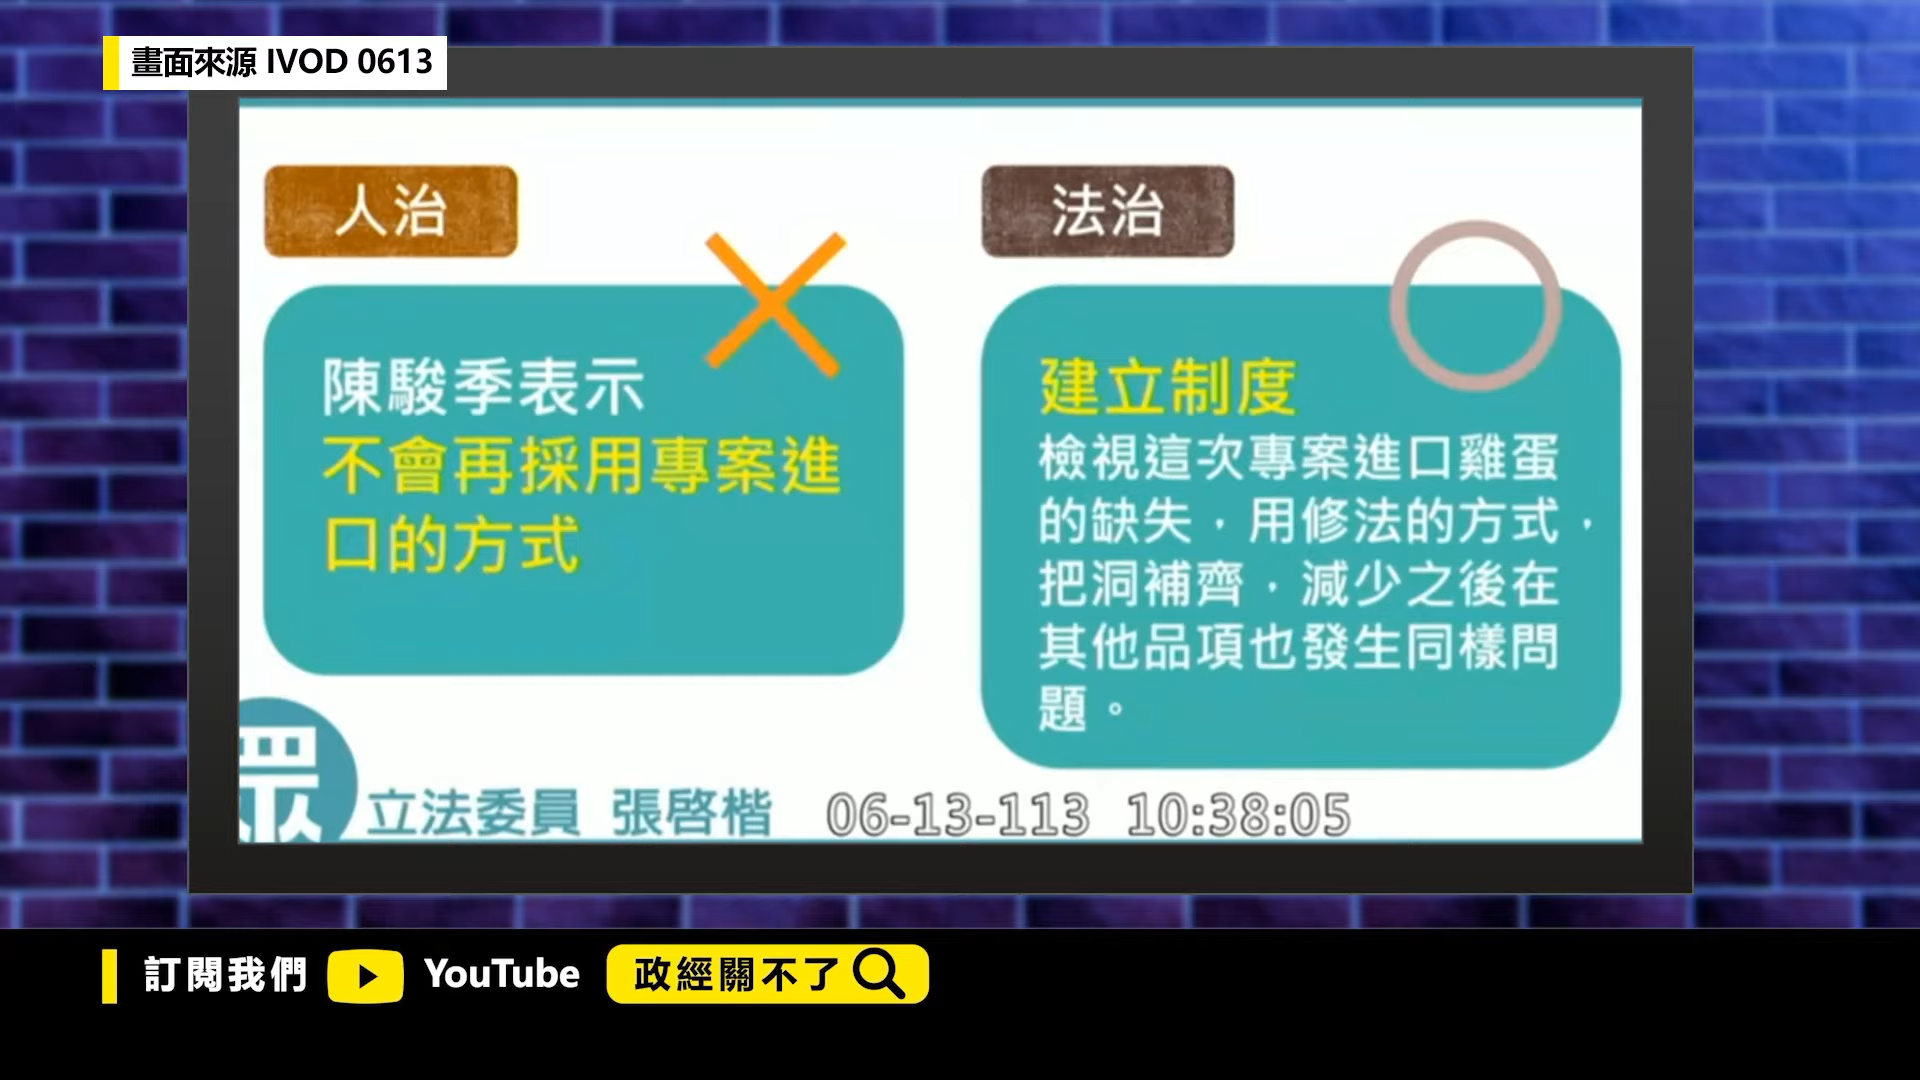 畫面來源 IVOD 0613
人治
陳駿季表示
不會再採用專案進
口的方式
法治
建立制度
檢視這次專案進口雞蛋
的缺失，用修法的方式，
把洞補齊，減少之後在
其他品項也發生同樣問
題。
眾
立法委員 張啓楷
06-13-113 10:38:05
訂閱我們 YouTube 政經關不了